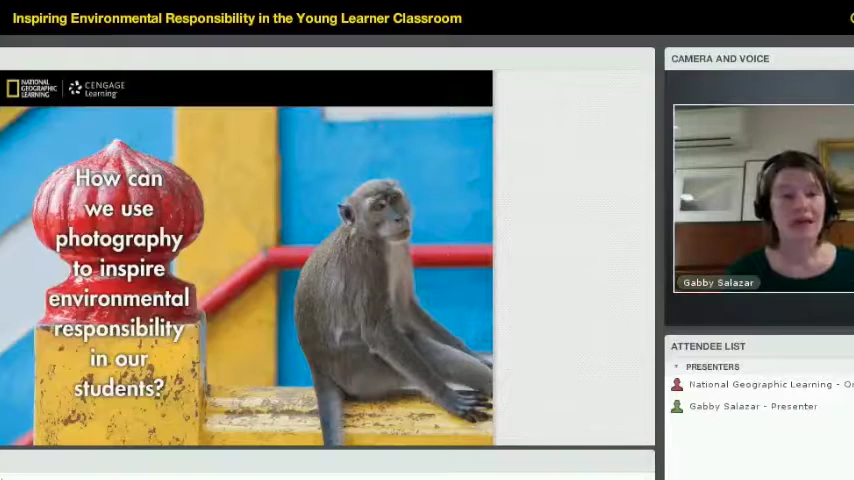 Inspiring Environmental Responsibility in the Young Learner Classroom
CAMERA AND VOICE
NATIONAL
GEOGRAPHIC
LEARNING
CENGAGE
Learning
How can
we use
photography
to inspire
environmental
responsibility
in our
students?
Gabby Salazar
ATTENDEE LIST
PRESENTERS
National Geographic Learning - Or
Gabby Salazar - Presenter